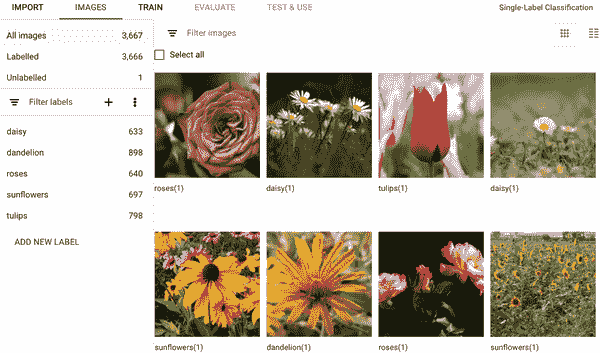 IMPORT IMAGES TRAIN EVALUATE TEST & USE Single-Label Classification
All images 3,667
Labelled 3,666
Unlabelled 1
Filter labels
daisy 633
dandelion 898
roses 640
sunflowers 697
tulips 798
ADD NEW LABEL
Filter images
Select all
roses(1) daisy(1) tulips(1) daisy(1)
sunflowers(1) dandelion(1) roses(1) sunflowers(1)